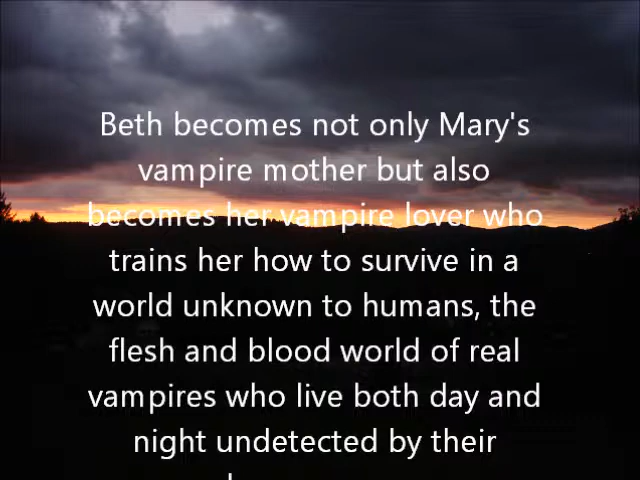 Beth becomes not only Mary's
vampire mother but also
becomes her vampire lover who
trains her how to survive in a
world unknown to humans, the
flesh and blood world of real
vampires who live both day and
night undetected by their